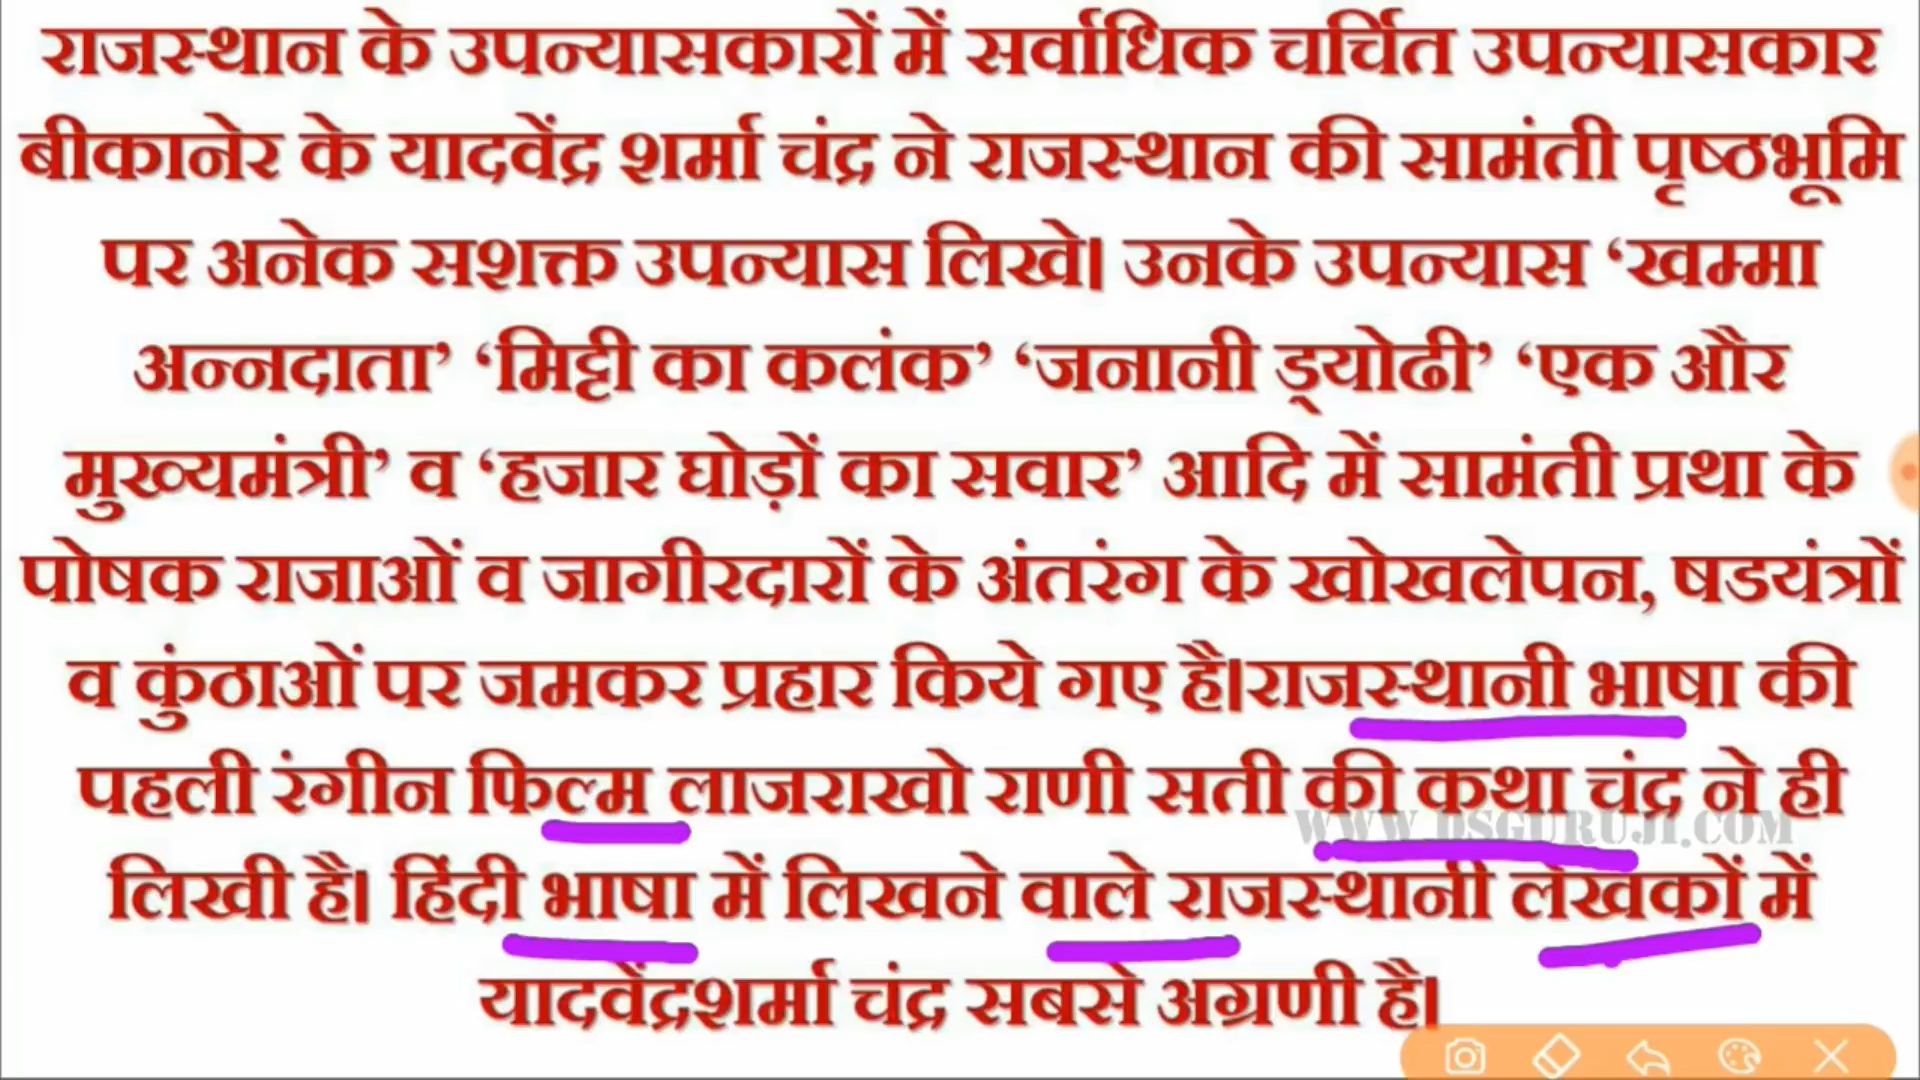 राजस्थान के उपन्यासकारों में सर्वाधिक चर्चित उपन्यासकार
बीकानेर के यादवेंद्र शर्मा चंद्र ने राजस्थान की सामंती पृष्ठभूमि
पर अनेक सशक्त उपन्यास लिखे। उनके उपन्यास ‘खम्मा
अन्नदाता’ ‘मिट्टी का कलंक’ ‘जनानी ड्योढी’ ‘एक और
मुख्यमंत्री’ व ‘हजार घोड़ों का सवार’ आदि में सामंती प्रथा के
पोषक राजाओं व जागीरदारों के अंतरंग के खोखलेपन, षडयंत्रों
व कुंठाओं पर जमकर प्रहार किये गए है।राजस्थानी भाषा की
पहली रंगीन फिल्म लाजराखो राणी सती की कथा चंद्र ने ही
WWW.DSGURUJI.COM
लिखी है। हिंदी भाषा में लिखने वाले राजस्थानी लेखकों में
यादवेंद्रशर्मा चंद्र सबसे अग्रणी है।